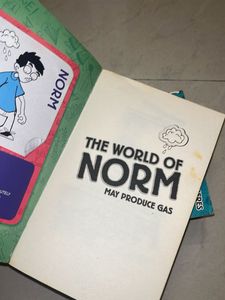 NORM
THE WORLD OF
NORM
MAY PRODUCE GAS